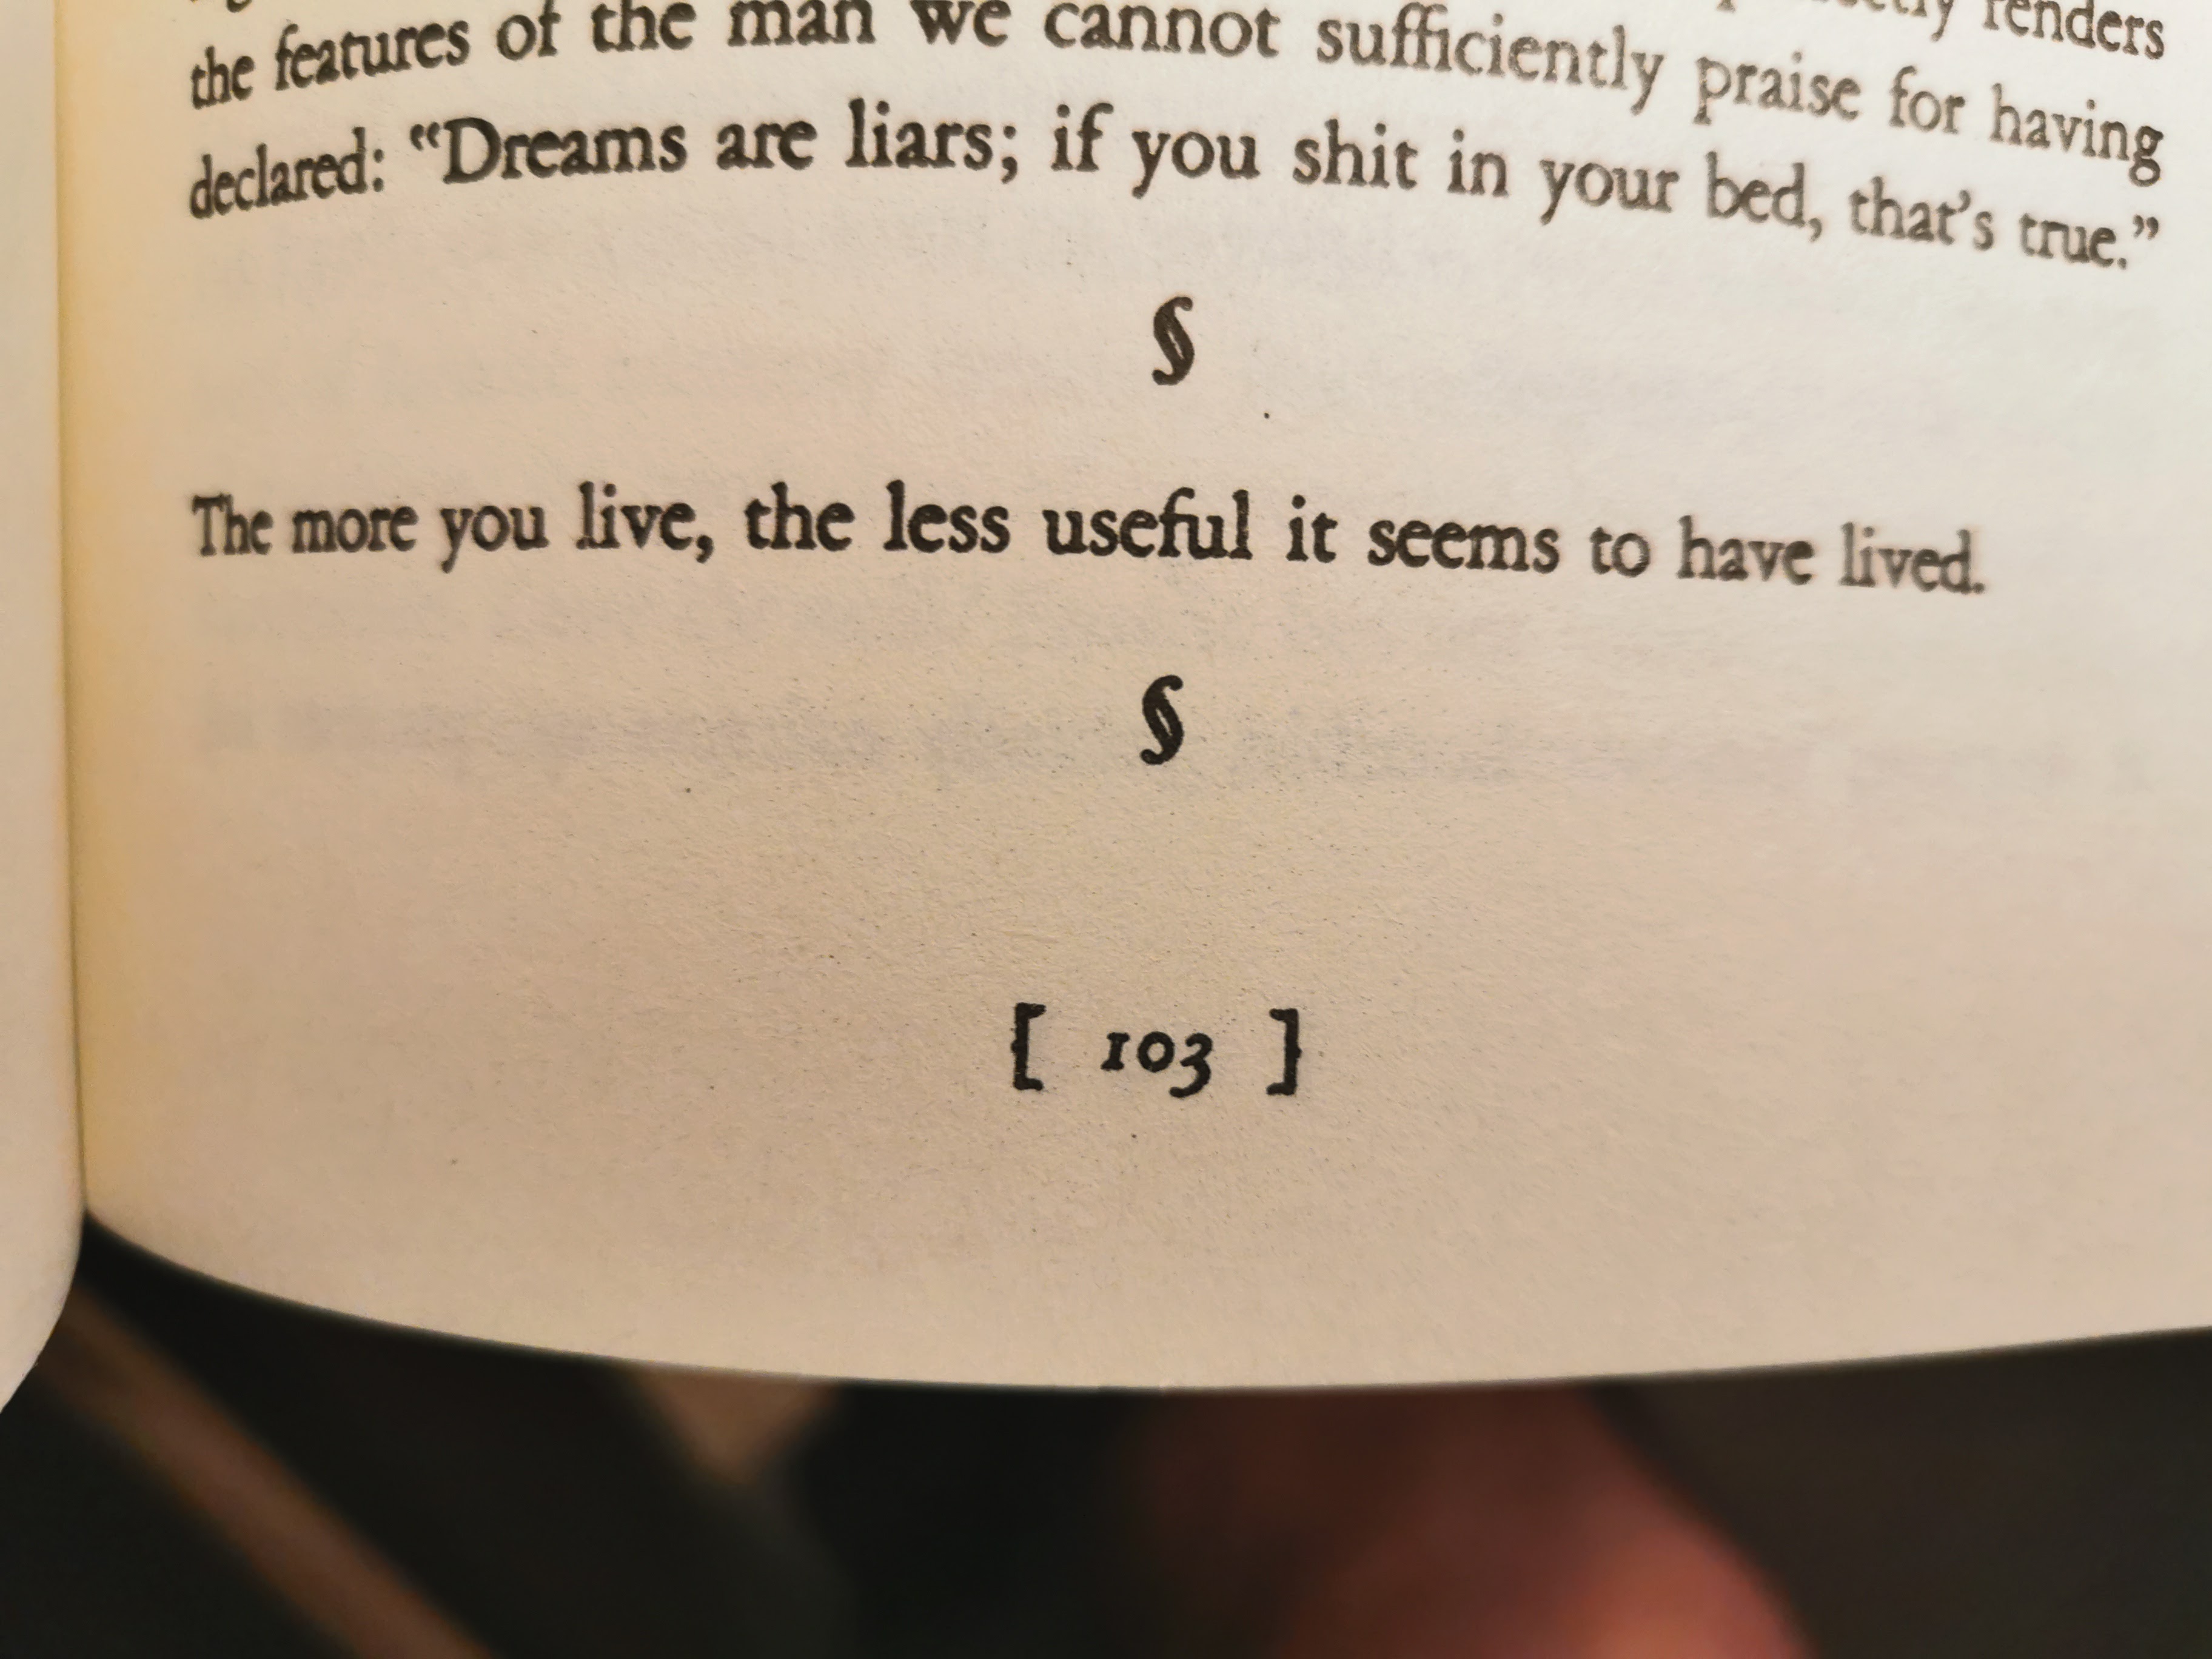 renders
the features of the man we cannot sufficiently praise for having
declared: “Dreams are liars; if you shit in your bed, that’s true.”
§
The more you live, the less useful it seems to have lived.
§
[ 103 ]